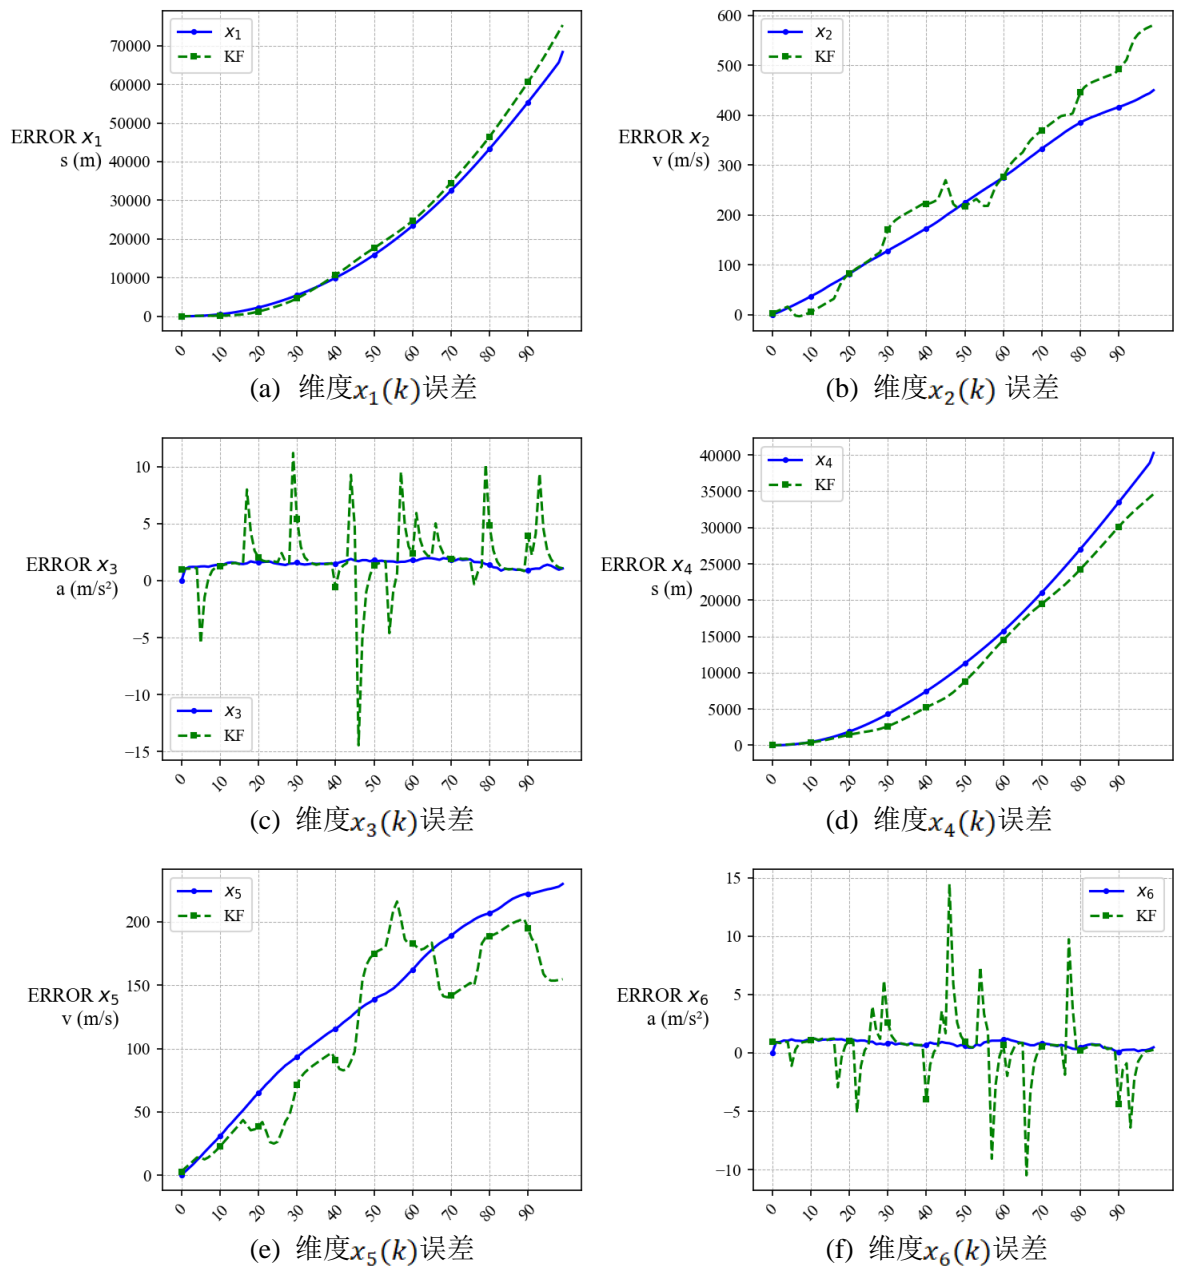 x₁
KF
70000
60000
50000
40000
30000
20000
10000
0
ERROR x₁
s (m)
0 10 20 30 40 50 60 70 80 90
(a) 维度x₁(k)误差
x₂
KF
600
500
400
300
200
100
0
ERROR x₂
v (m/s)
0 10 20 30 40 50 60 70 80 90
(b) 维度x₂(k) 误差
10
5
0
−5
−10
−15
ERROR x₃
a (m/s²)
x₃
KF
0 10 20 30 40 50 60 70 80 90
(c) 维度x₃(k)误差
x₄
KF
40000
35000
30000
25000
20000
15000
10000
5000
0
ERROR x₄
s (m)
0 10 20 30 40 50 60 70 80 90
(d) 维度x₄(k)误差
x₅
KF
200
150
100
50
0
ERROR x₅
v (m/s)
0 10 20 30 40 50 60 70 80 90
(e) 维度x₅(k)误差
x₆
KF
15
10
5
0
−5
−10
ERROR x₆
a (m/s²)
0 10 20 30 40 50 60 70 80 90
(f) 维度x₆(k)误差